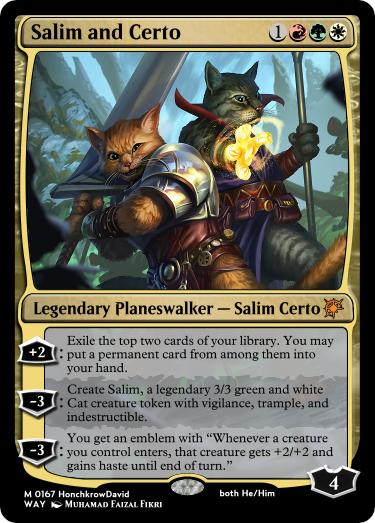 Salim and Certo 1
Legendary Planeswalker — Salim Certo
+2: Exile the top two cards of your library. You may
put a permanent card from among them into
your hand.
-3: Create Salim, a legendary 3/3 green and white
Cat creature token with vigilance, trample, and
indestructible.
-3: You get an emblem with “Whenever a creature
you control enters, that creature gets +2/+2 and
gains haste until end of turn.”
4
M 0167 HonchkrowDavid both He/Him
WAY Muhamad Faizal Fikri